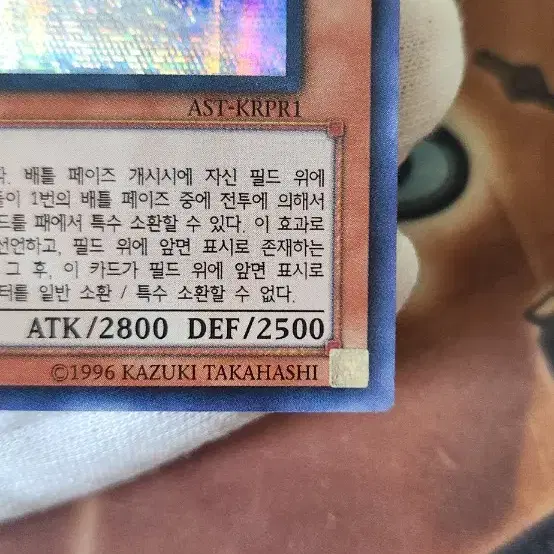 AST-KRPR1
배틀 페이즈 개시시에 자신 필드 위에
이 1번의 배틀 페이즈 중에 전투에 의해서
드를 패에서 특수 소환할 수 있다. 이 효과로
선언하고, 필드 위에 앞면 표시로 존재하는
그 후, 이 카드가 필드 위에 앞면 표시로
터를 일반 소환 / 특수 소환할 수 없다.
ATK/2800 DEF/2500
©1996 KAZUKI TAKAHASHI